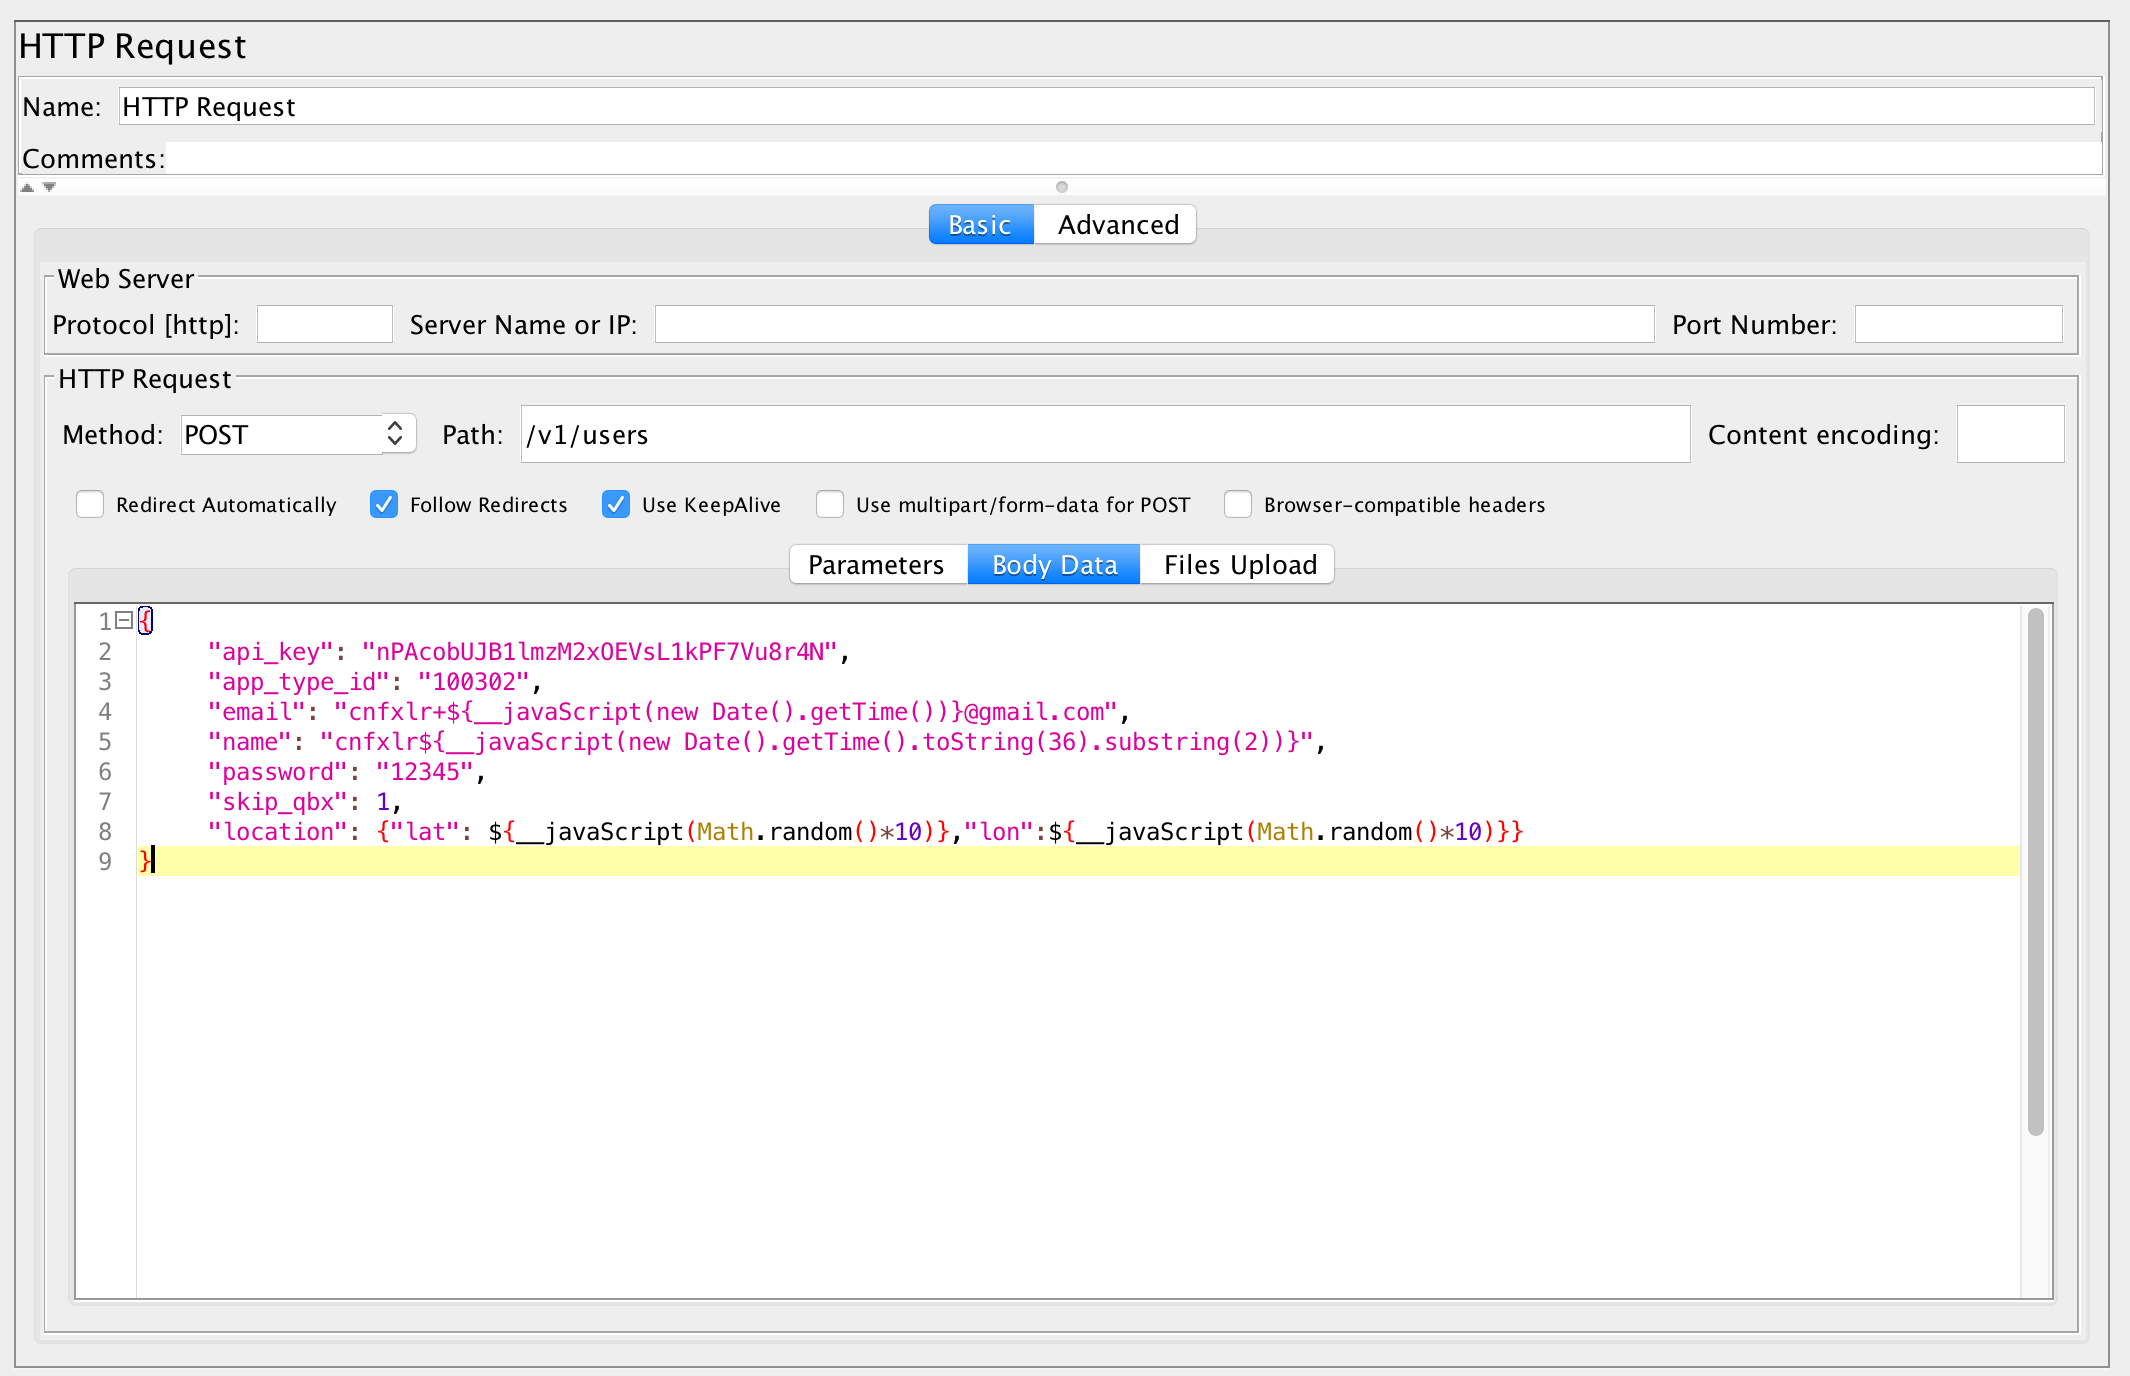 HTTP Request
Name: HTTP Request
Comments:
Basic Advanced
Web Server
Protocol [http]: Server Name or IP: Port Number:
HTTP Request
Method: POST Path: /v1/users Content encoding:
Redirect Automatically Follow Redirects Use KeepAlive Use multipart/form-data for POST Browser-compatible headers
Parameters Body Data Files Upload
1 {
2 "api_key": "nPAcobUJB1lmzM2xOEVsL1kPF7Vu8r4N",
3 "app_type_id": "100302",
4 "email": "cnfxlr+${__javaScript(new Date().getTime())}@gmail.com",
5 "name": "cnfxlr${__javaScript(new Date().getTime().toString(36).substring(2))}",
6 "password": "12345",
7 "skip_qbx": 1,
8 "location": {"lat": ${__javaScript(Math.random()*10)},"lon":${__javaScript(Math.random()*10)}}
9 }